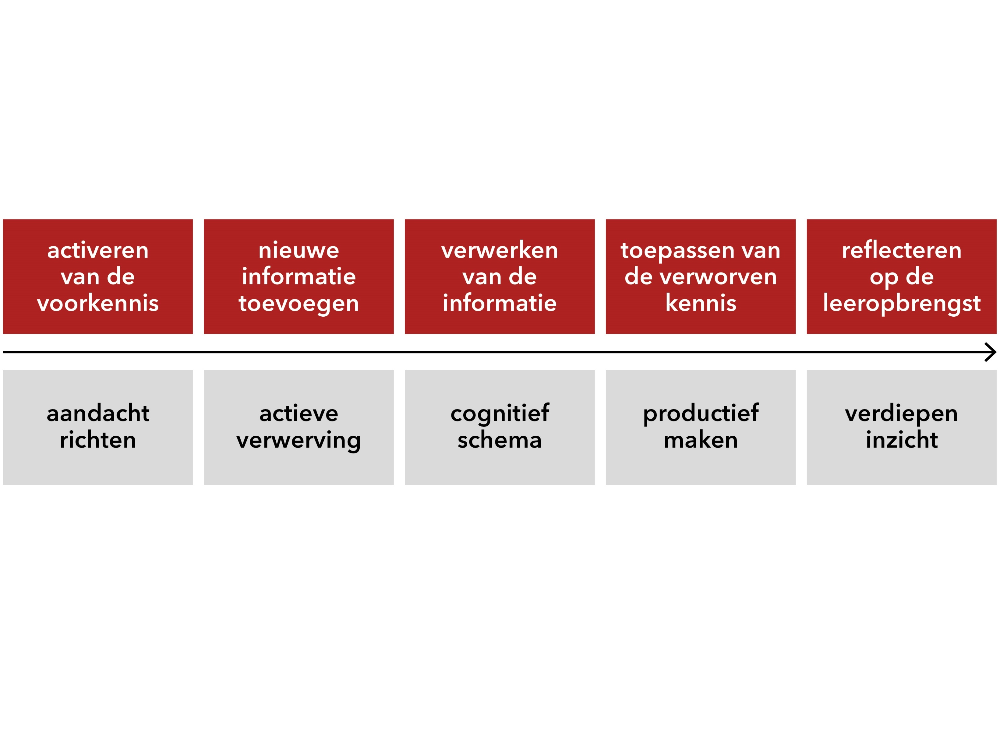 activeren
van de
voorkennis
nieuwe
informatie
toevoegen
verwerken
van de
informatie
toepassen van
de verworven
kennis
reflecteren
op de
leeropbrengst
aandacht
richten
actieve
verwerving
cognitief
schema
productief
maken
verdiepen
inzicht